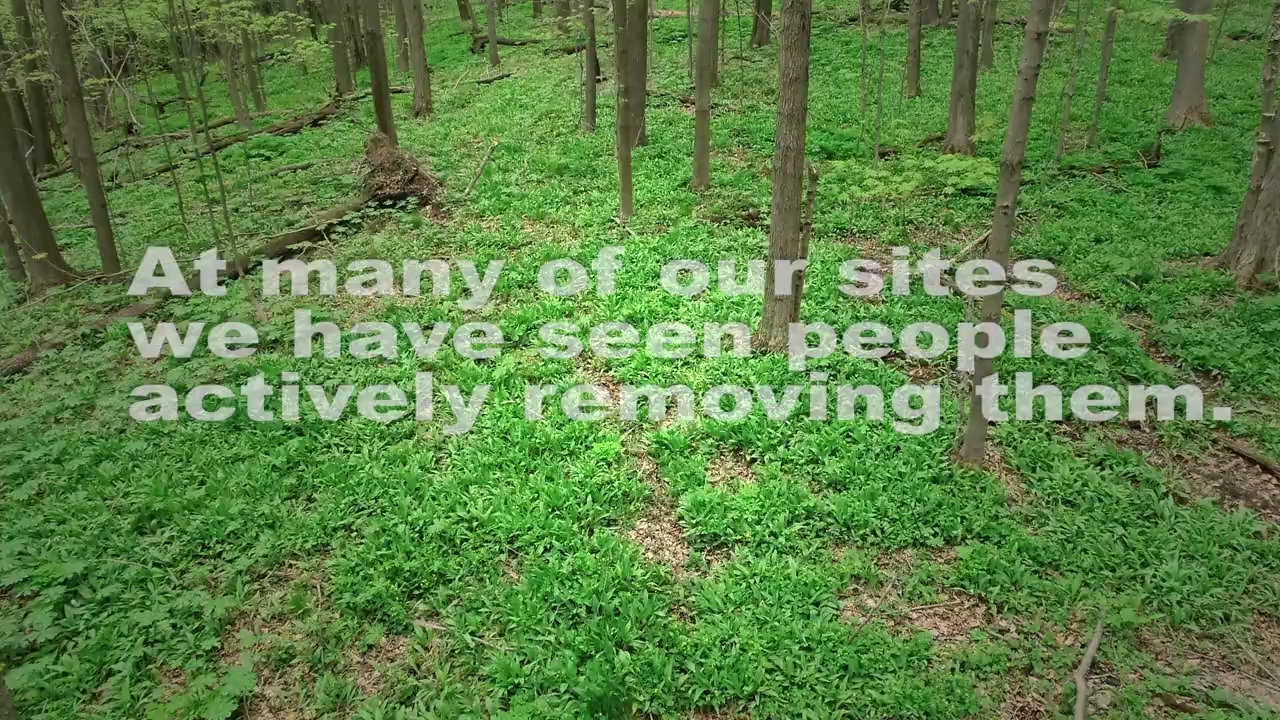 At many of our sites
we have seen people
actively removing them.